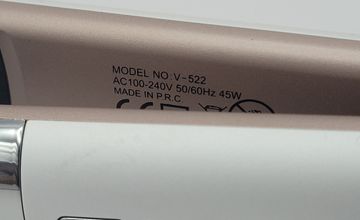 MODEL NO: V-522
AC100-240V 50/60Hz 45W
MADE IN P.R.C.